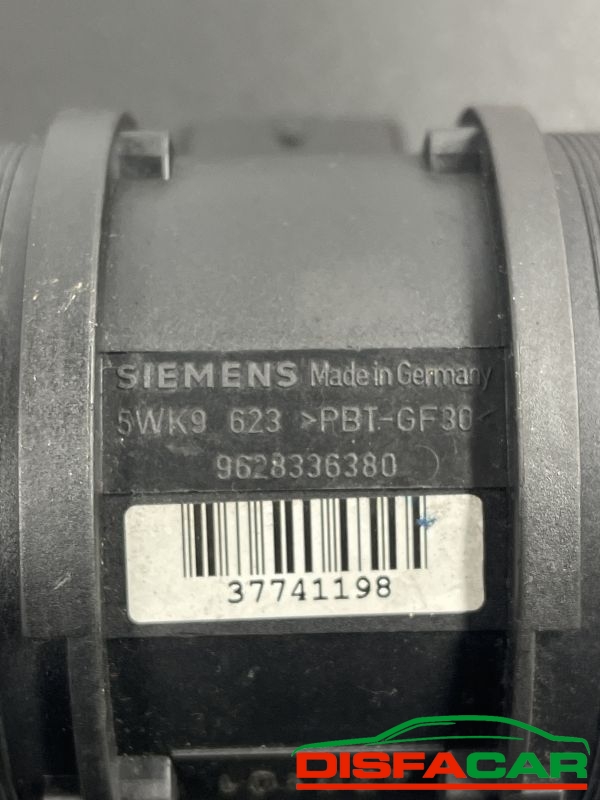 SIEMENS Made in Germany
5WK9 623 >PBT-GF30<
9628336380
37741198
DISFACAR